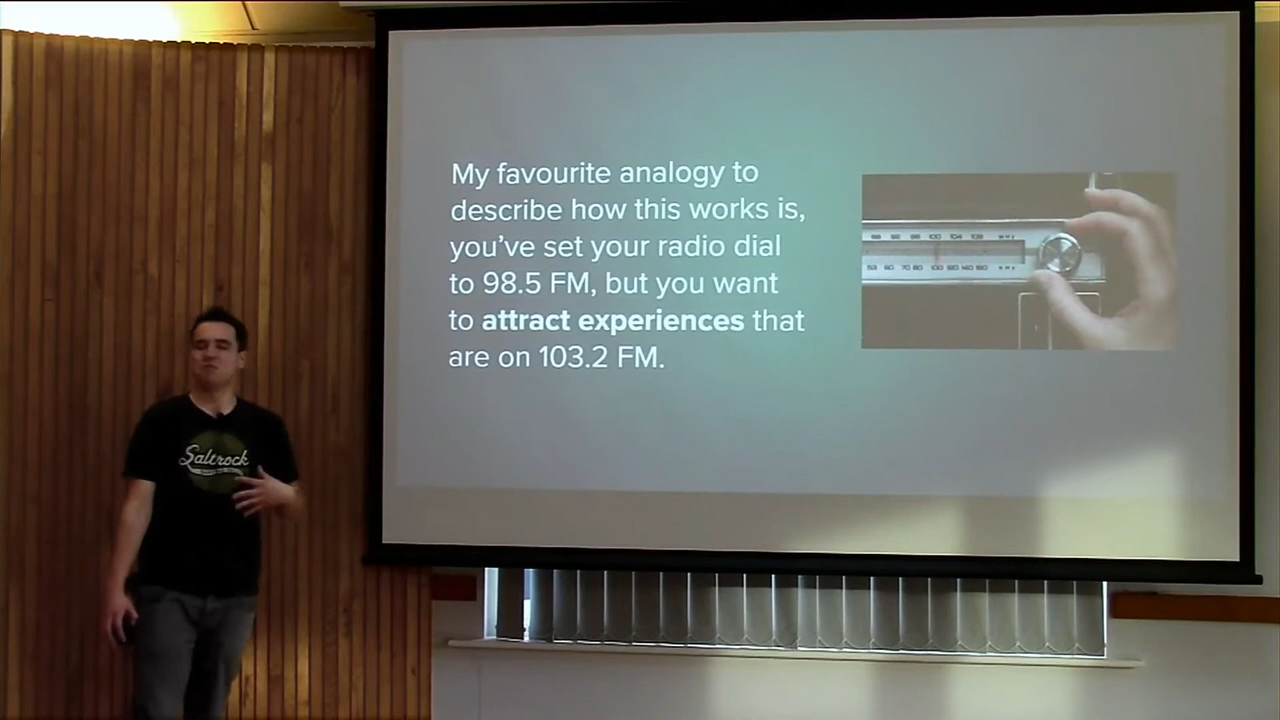 My favourite analogy to
describe how this works is,
you've set your radio dial
to 98.5 FM, but you want
to attract experiences that
are on 103.2 FM.
Saltrock